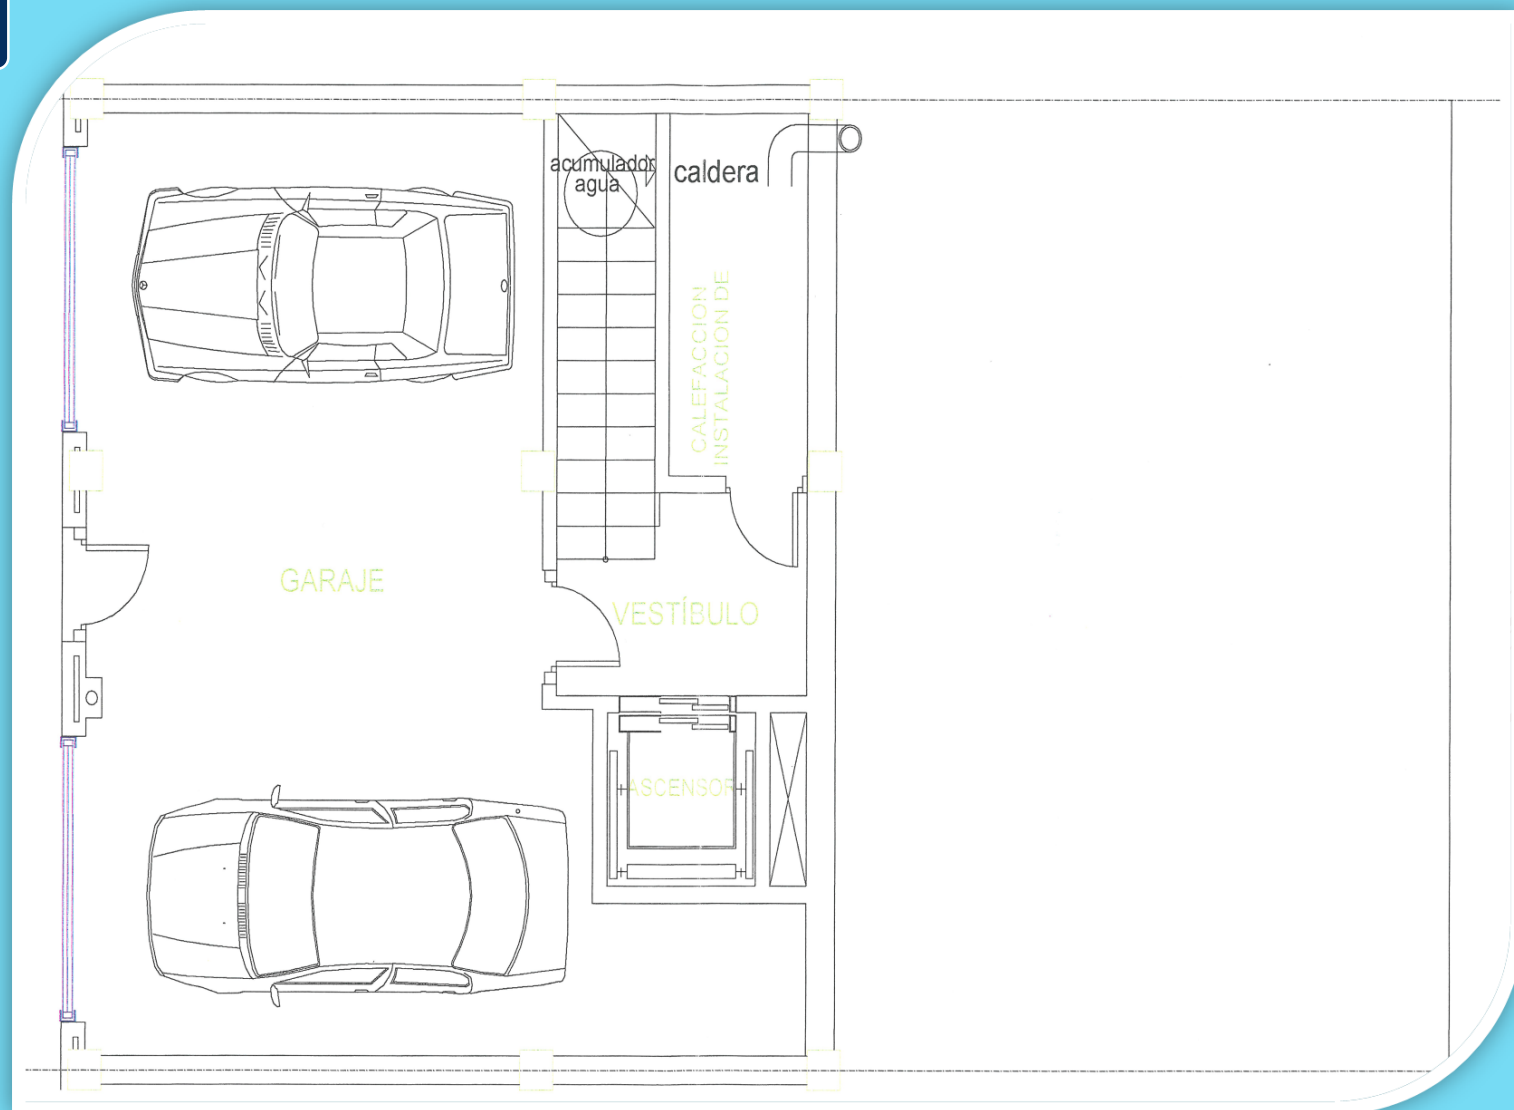 acumulador
agua
caldera
CALEFACCION
INSTALACION DE
GARAJE
VESTÍBULO
ASCENSOR